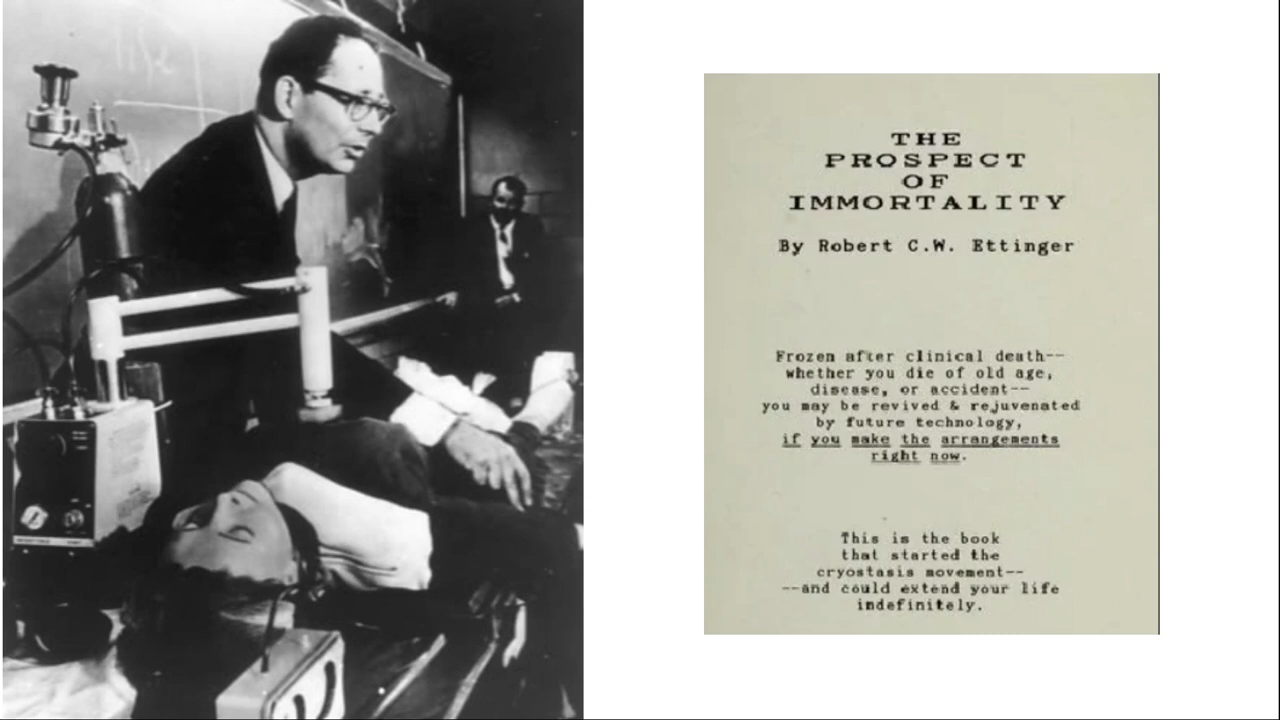 THE
PROSPECT
OF
IMMORTALITY
By Robert C.W. Ettinger
Frozen after clinical death--
whether you die of old age,
disease, or accident--
you may be revived & rejuvenated
by future technology,
if you make the arrangements
right now.
This is the book
that started the
cryostasis movement--
--and could extend your life
indefinitely.